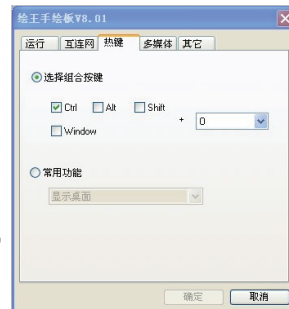 绘王手绘板V8.01
运行 互连网 热键 多媒体 其它
选择组合按键
Ctrl Alt Shift
+ 0
Window
常用功能
显示桌面
确定 取消